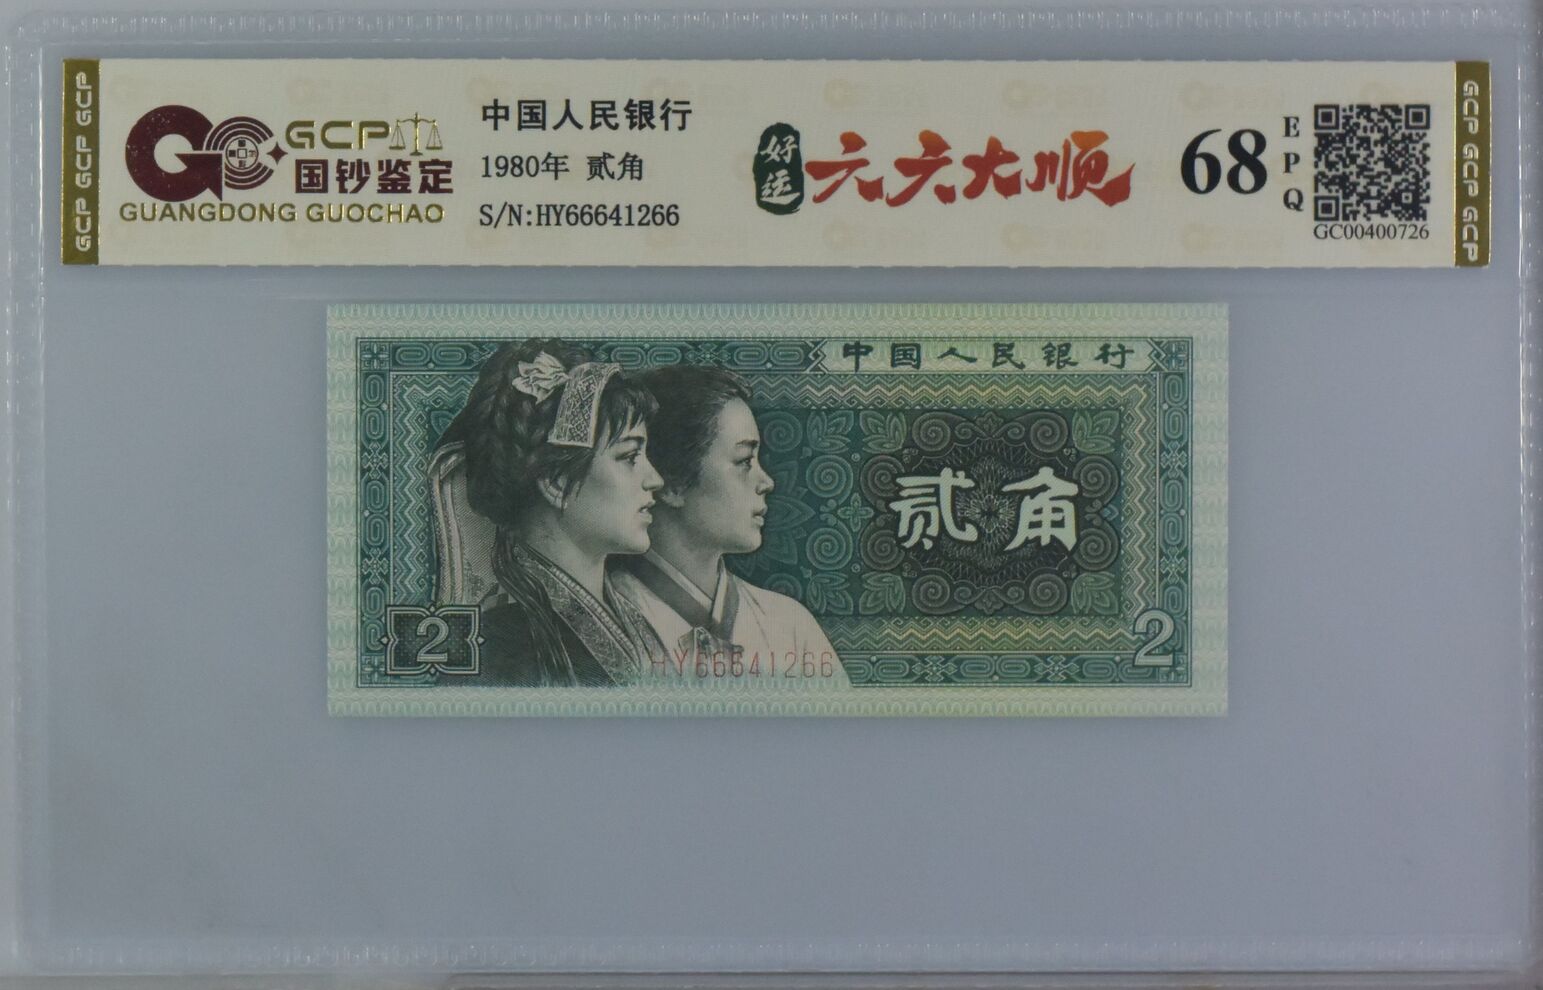 GCP GCP GCP
GCP
国钞鉴定
GUANGDONG GUOCHAO
中国人民银行
1980年 贰角
S/N:HY66641266
好运
六六大顺
68
EPQ
GC00400726
GCP GCP GCP
中国人民银行
贰角
2
2
HY66641266